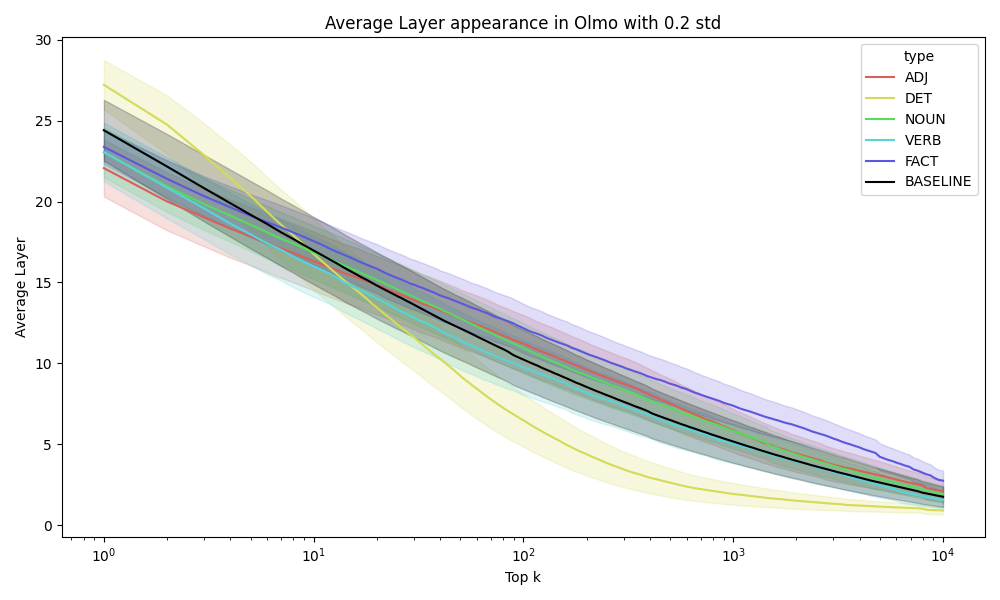 Average Layer appearance in Olmo with 0.2 std
Average Layer
30
25
20
15
10
5
0
10^0
10^1
10^2
10^3
10^4
Top k
type
ADJ
DET
NOUN
VERB
FACT
BASELINE